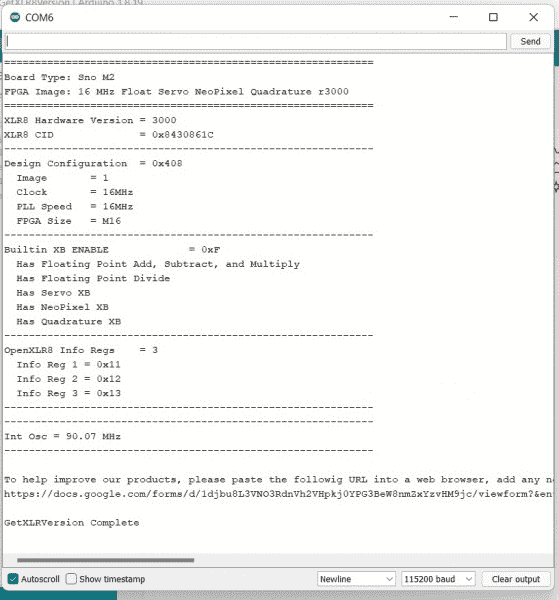 GetXLR8Version | Arduino 1.8.19
COM6
Send
============================================================
Board Type: Sno M2
FPGA Image: 16 MHz Float Servo NeoPixel Quadrature r3000
============================================================
XLR8 Hardware Version = 3000
XLR8 CID              = 0x8430861C
------------------------------------------------------------
Design Configuration  = 0x408
  Image       = 1
  Clock       = 16MHz
  PLL Speed   = 16MHz
  FPGA Size   = M16
------------------------------------------------------------
Builtin XB ENABLE             = 0xF
  Has Floating Point Add, Subtract, and Multiply
  Has Floating Point Divide
  Has Servo XB
  Has NeoPixel XB
  Has Quadrature XB
------------------------------------------------------------
OpenXLR8 Info Regs    = 3
  Info Reg 1 = 0x11
  Info Reg 2 = 0x12
  Info Reg 3 = 0x13
------------------------------------------------------------
------------------------------------------------------------
Int Osc = 90.07 MHz
------------------------------------------------------------
To help improve our products, please paste the followig URL into a web browser, add any n
https://docs.google.com/forms/d/1djbu8L3VNO3RdnVh2VHpkj0YPG3BeW8nmZxYzvHM9jc/viewform?&en
GetXLRVersion Complete
Autoscroll Show timestamp Newline 115200 baud Clear output